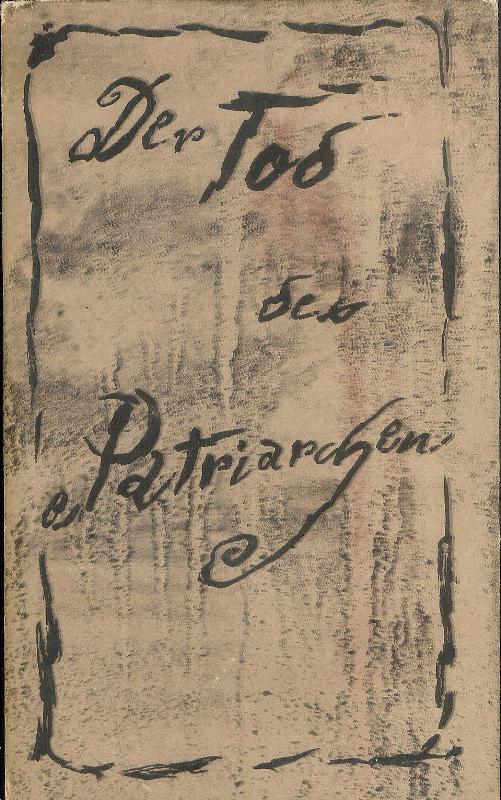 Der Tod
des
Patriarchen